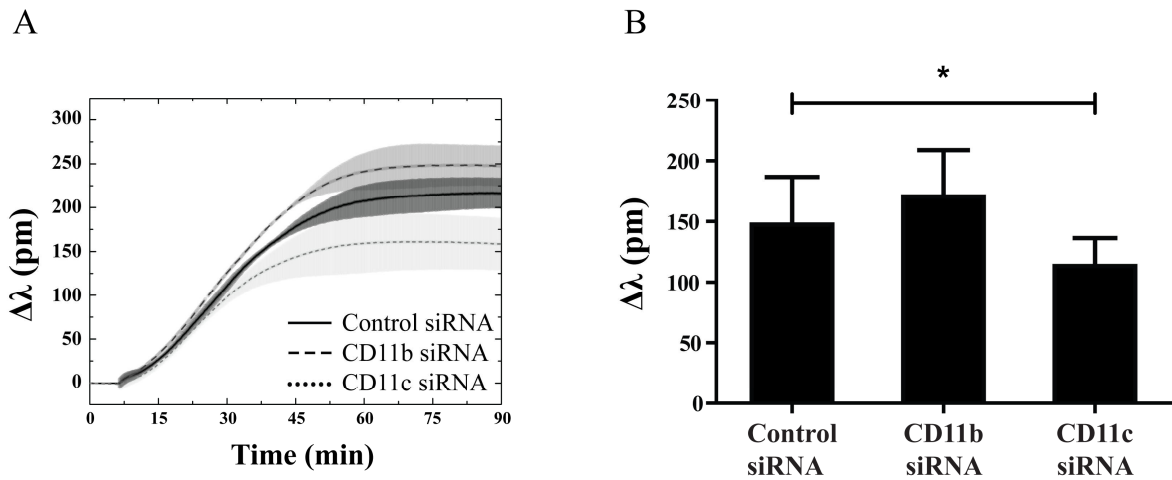 A
Δλ (pm)
300
250
200
150
100
50
0
Control siRNA
CD11b siRNA
CD11c siRNA
0 15 30 45 60 75 90
Time (min)
B
*
Δλ (pm)
250
200
150
100
50
0
Control CD11b CD11c
siRNA siRNA siRNA